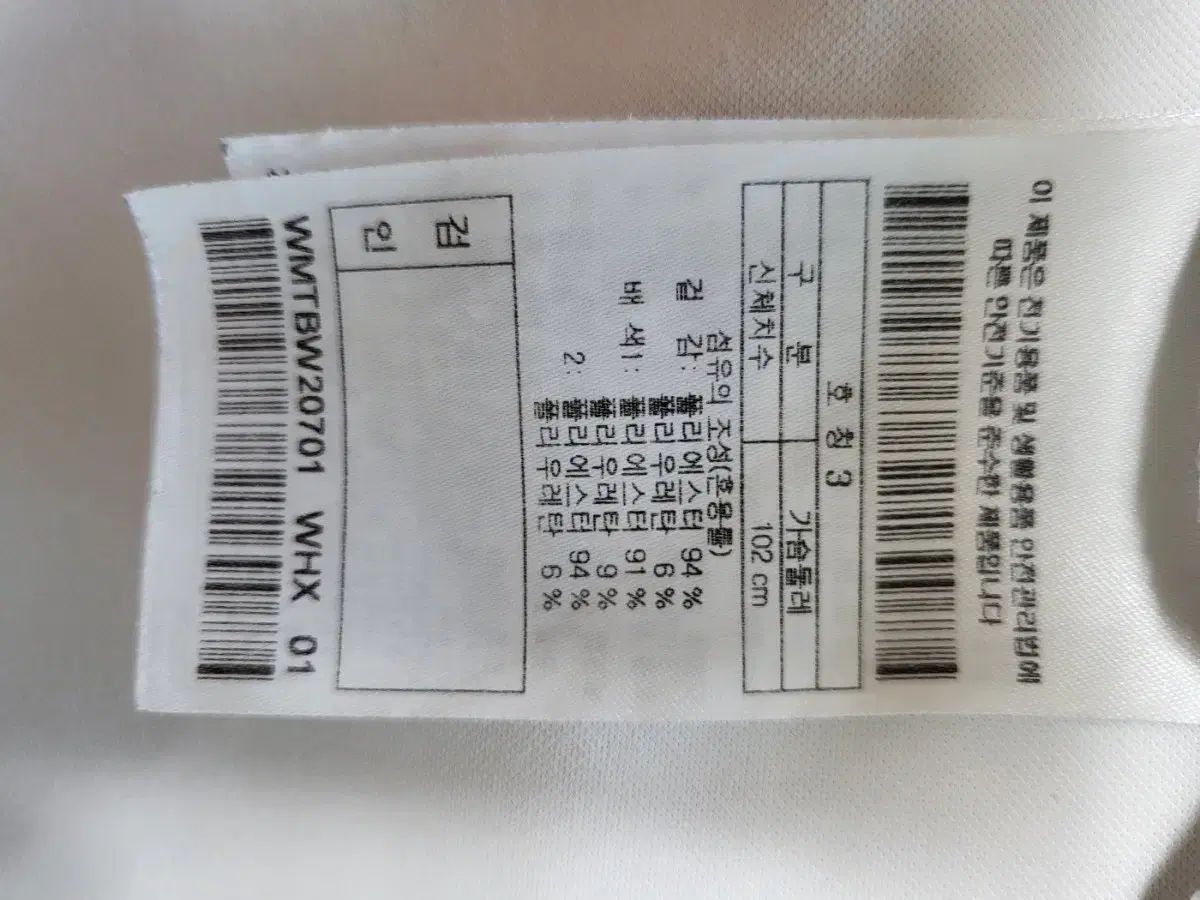 이 제품은 전기용품 및 생활용품 안전관리법에
따른 안전기준을 준수한 제품입니다
호칭 3
구 분 가슴둘레
신체치수 102 cm
섬유의 조성(혼용률)
겉 감: 폴리에스터 94 %
폴리우레탄 6 %
배 색1: 폴리에스터 91 %
폴리우레탄 9 %
2: 폴리에스터 94 %
폴리우레탄 6 %
검
인
WMTBW20701 WHX 01